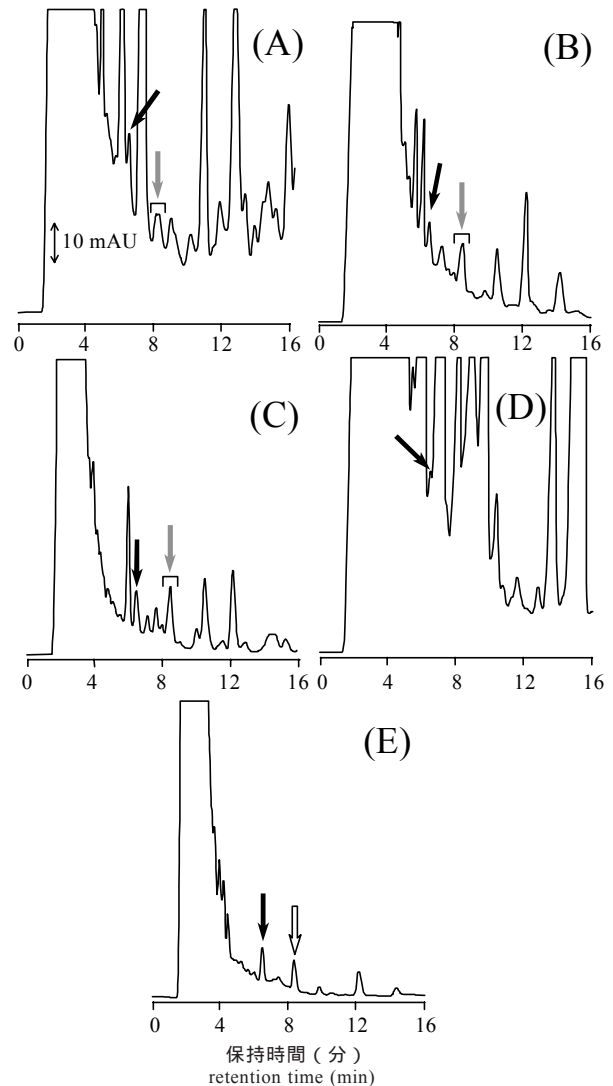 (A)
10 mAU
0 4 8 12 16
(B)
0 4 8 12 16
(C)
0 4 8 12 16
(D)
0 4 8 12 16
(E)
0 4 8 12 16
保持時間(分)
retention time (min)